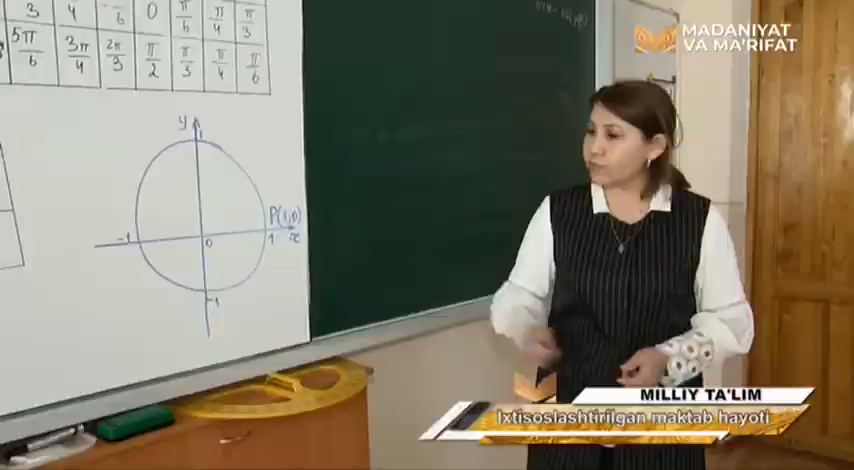 MADANIYAT
VA MA'RIFAT
3 4 -6 0 π/6 π/4 π/3
5π/6 3π/4 2π/3 π/2 π/3 π/4 π/6
y
1
P(1,0)
-1 0 1 x
-1
MILLIY TA'LIM
Ixtisoslashtirilgan maktab hayoti